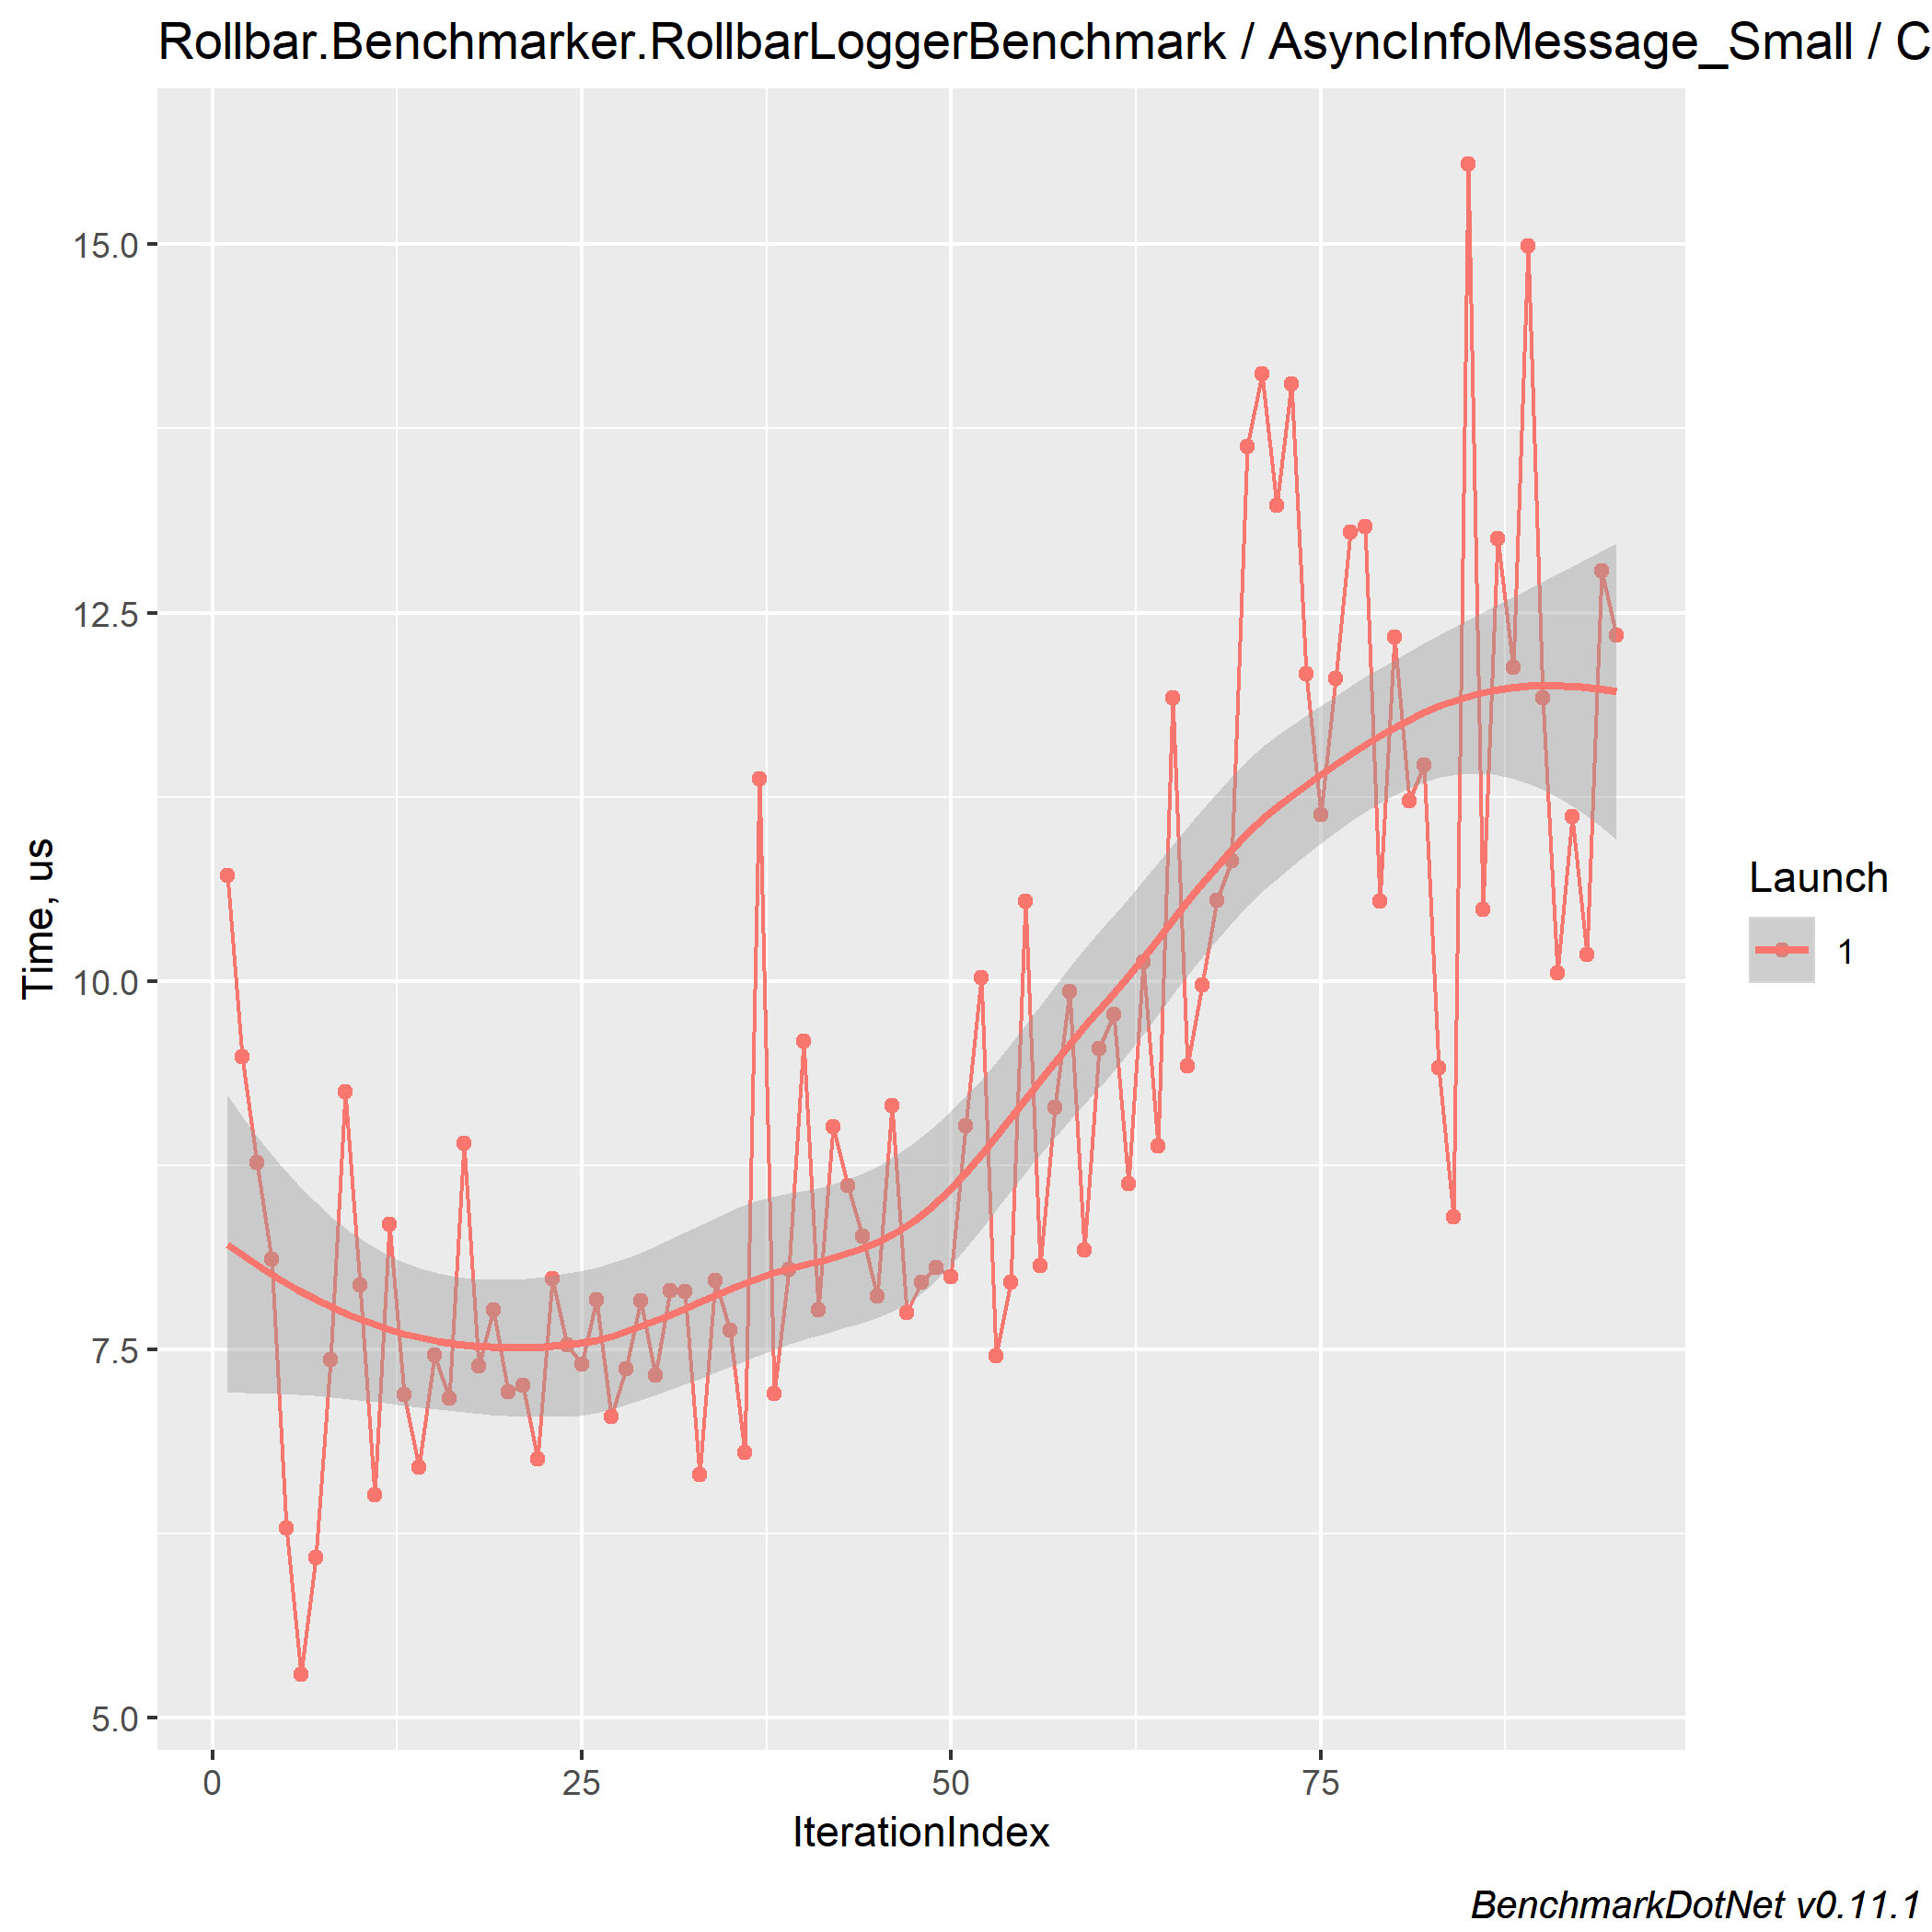 Rollbar.Benchmarker.RollbarLoggerBenchmark / AsyncInfoMessage_Small / C
15.0
12.5
10.0
7.5
5.0
Time, us
0 25 50 75
IterationIndex
Launch
1
BenchmarkDotNet v0.11.1